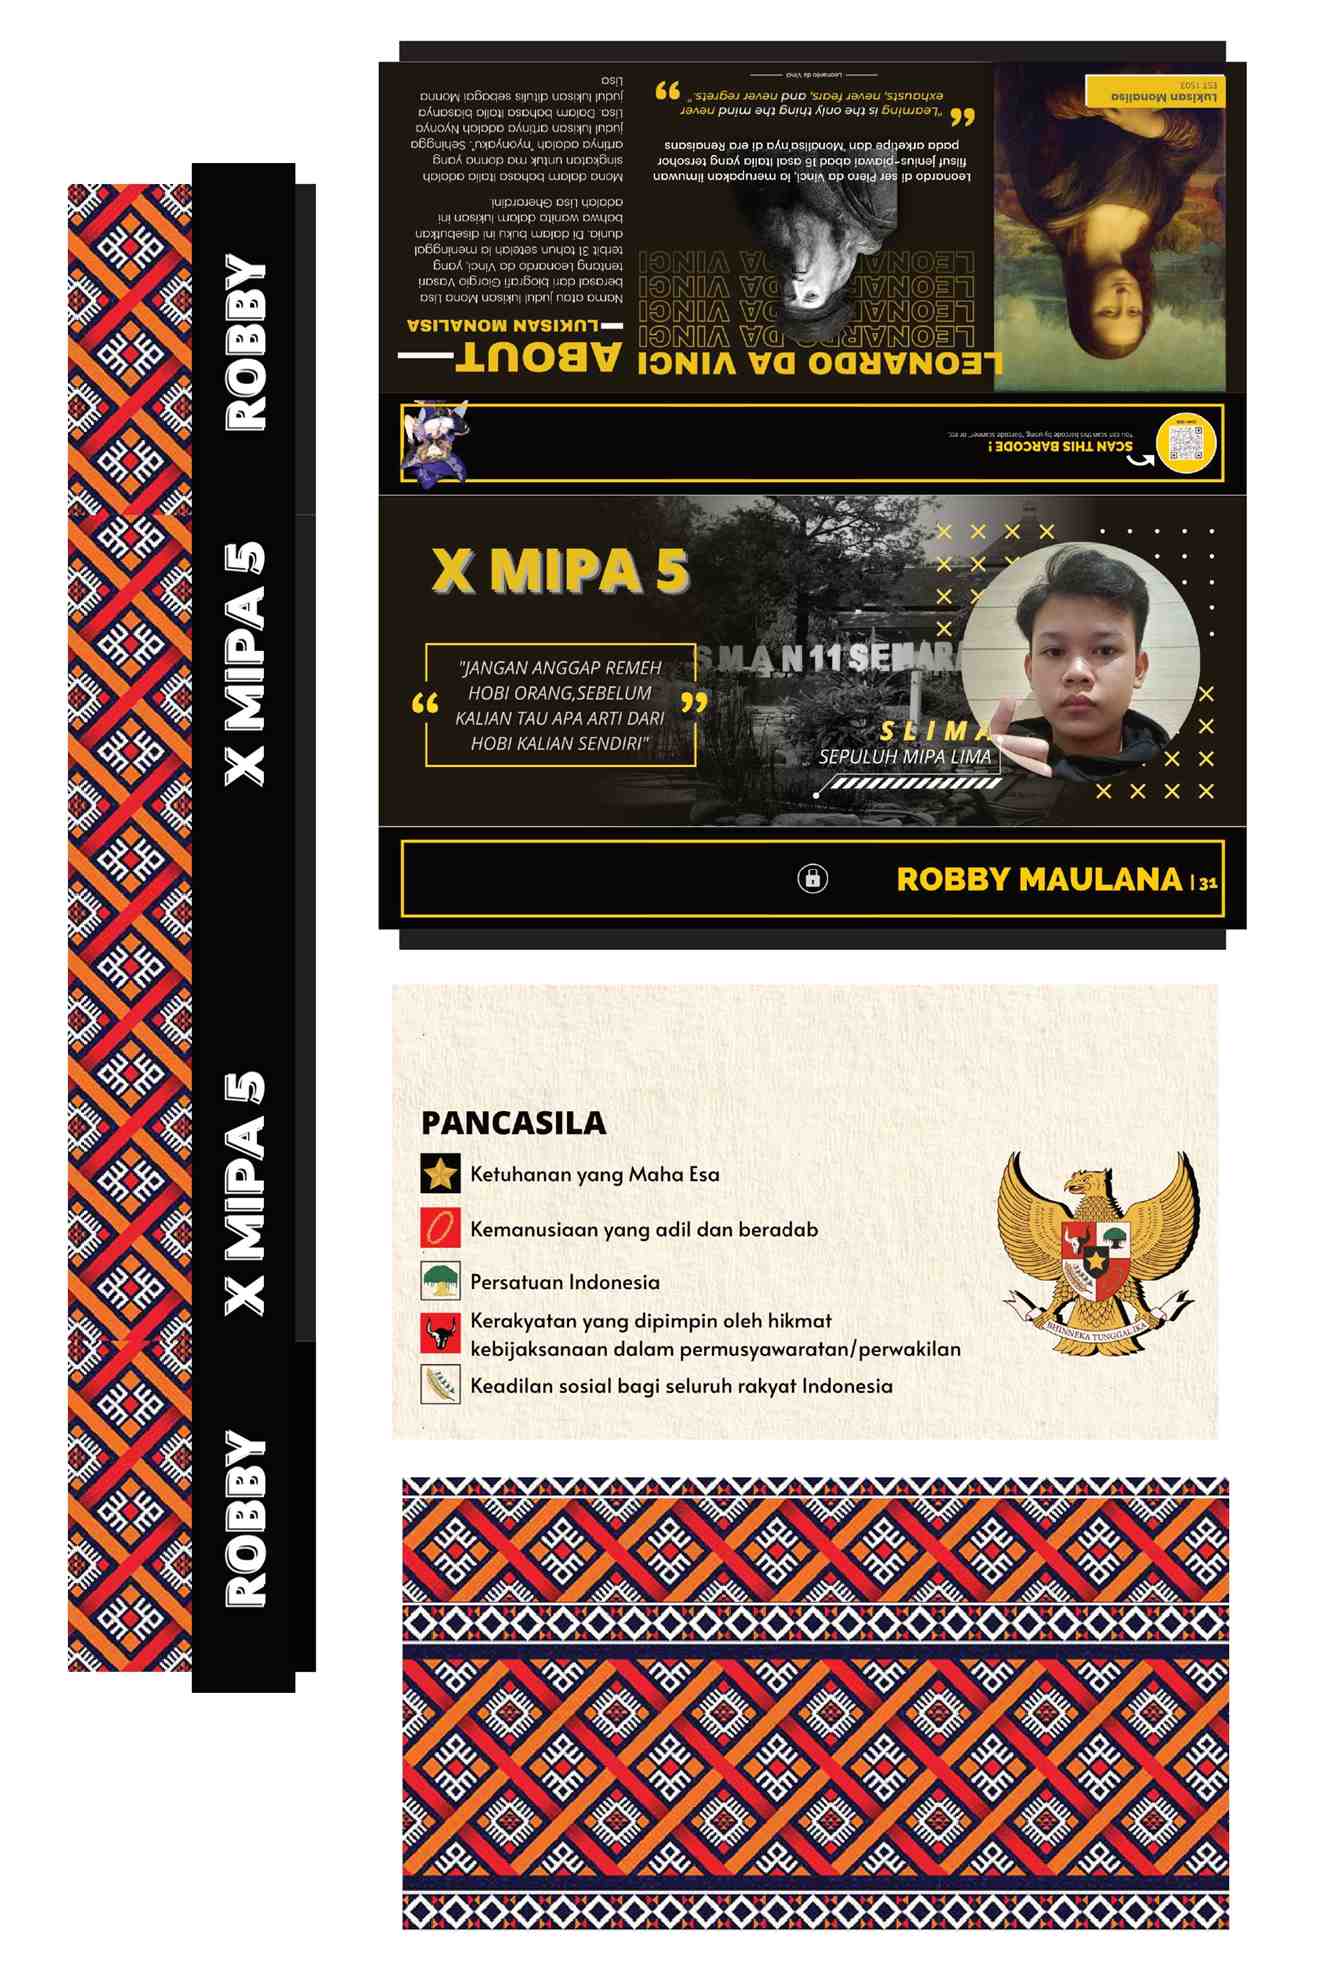 ROBBY
X MIPA 5
X MIPA 5
ROBBY
Lukisan Monalisa
EST 1503
LEONARDO DA VINCI
LEONARDO DA VINCI
LEONARDO DA VINCI
LEONARDO DA VINCI
LEONARDO DA VINCI
Leonardo di ser Piero da vinci, ia merupakan ilmuwan
filsuf jenius-piawai abad 16 asal Italia yang tersohor
pada arketipe dan "Monalisa'nya di era Renaisans
"Learning is the only thing the mind never
exhausts, never fears, and never regrets."
Leonardo da Vinci
ABOUT
LUKISAN MONALISA
Nama atau judul lukisan Mona Lisa
berasal dari biografi Giorgio Vasari
tentang Leonardo da Vinci, yang
terbit 31 tahun setelah ia meninggal
dunia. Di dalam buku ini disebutkan
bahwa wanita dalam lukisan ini
adalah Lisa Gherardini.
Mona dalam bahasa Italia adalah
singkatan untuk ma donna yang
artinya adalah "nyonyaku". Sehingga
judul lukisan artinya adalah Nyonya
Lisa. Dalam bahasa Italia biasanya
judul lukisan ditulis sebagai Monna
Lisa
SCAN THIS BARCODE !
You can scan this barcode by using "barcode scanner" or etc.
X MIPA 5
"JANGAN ANGGAP REMEH
HOBI ORANG,SEBELUM
KALIAN TAU APA ARTI DARI
HOBI KALIAN SENDIRI"
SMAN 11 SEMAR
SLIMA
SEPULUH MIPA LIMA
ROBBY MAULANA | 31
PANCASILA
Ketuhanan yang Maha Esa
Kemanusiaan yang adil dan beradab
Persatuan Indonesia
Kerakyatan yang dipimpin oleh hikmat
kebijaksanaan dalam permusyawaratan/perwakilan
Keadilan sosial bagi seluruh rakyat Indonesia
BHINNEKA TUNGGAL IKA